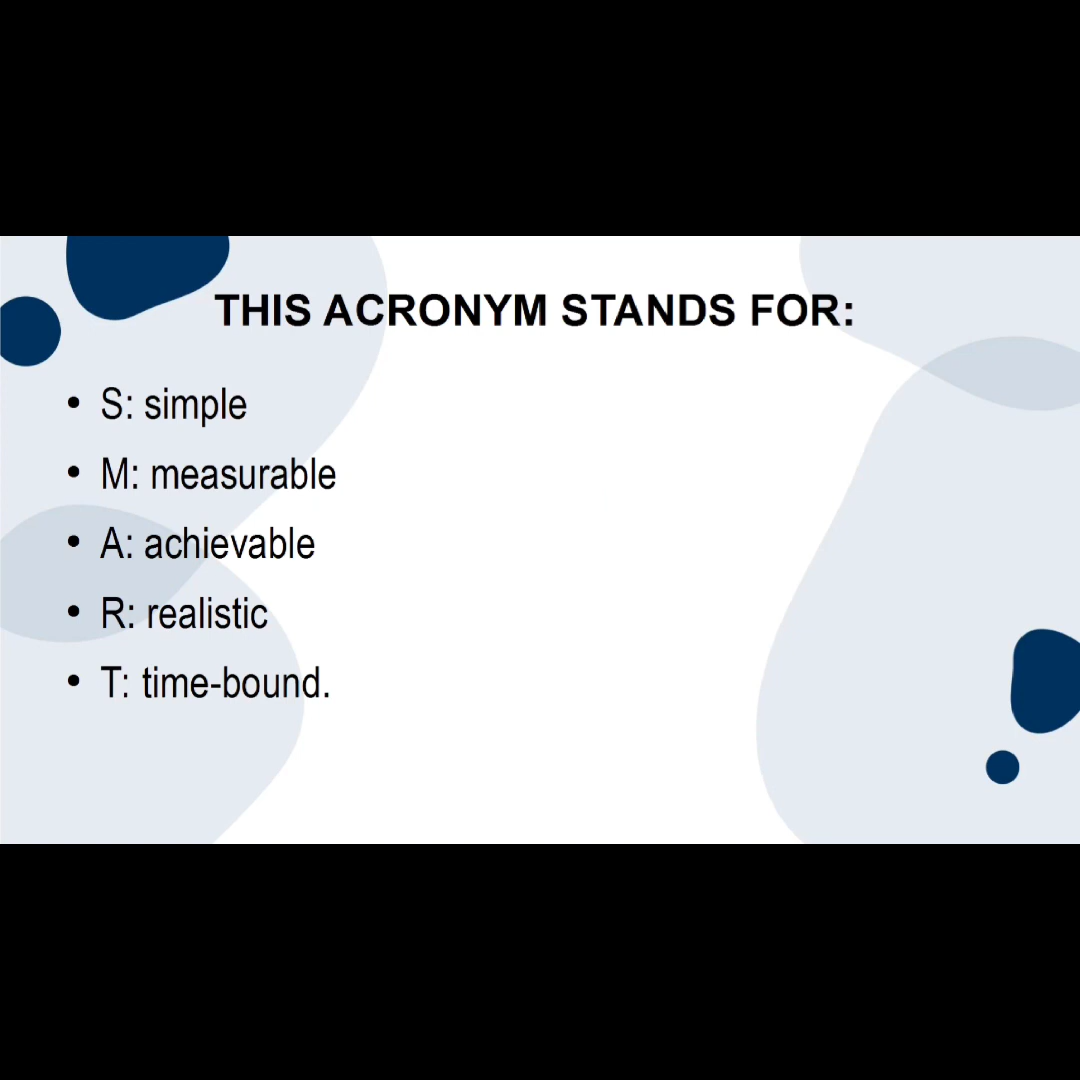 THIS ACRONYM STANDS FOR:
• S: simple
• M: measurable
• A: achievable
• R: realistic
• T: time-bound.